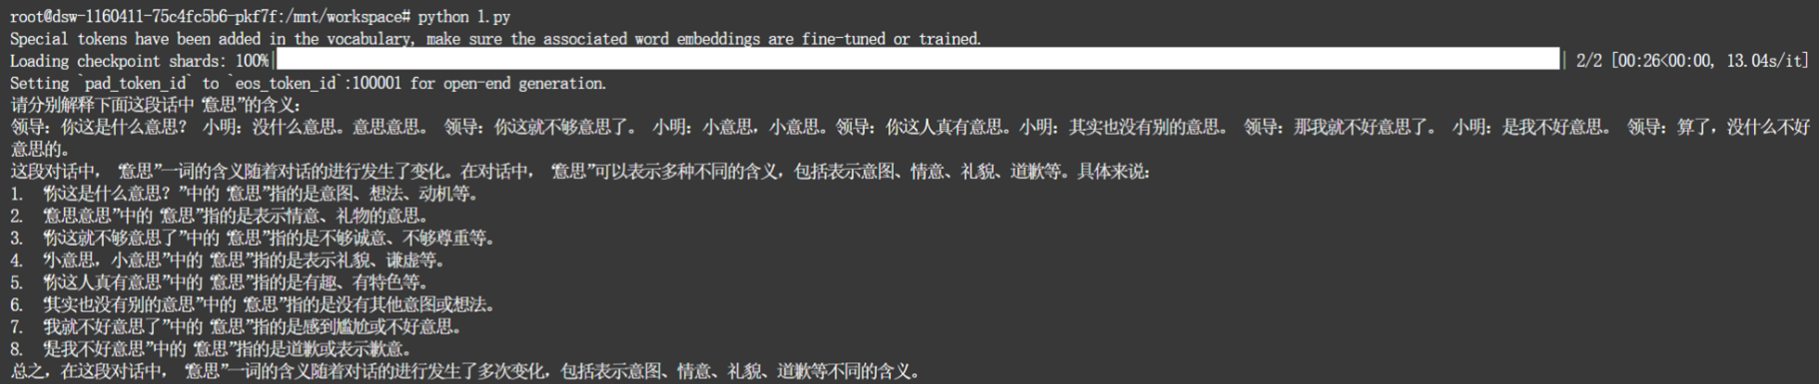 root@dsw-1160411-75c4fc5b6-pkf7f:/mnt/workspace# python 1.py
Special tokens have been added in the vocabulary, make sure the associated word embeddings are fine-tuned or trained.
Loading checkpoint shards: 100%| | 2/2 [00:26<00:00, 13.04s/it]
Setting `pad_token_id` to `eos_token_id`:100001 for open-end generation.
请分别解释下面这段话中“意思”的含义:
领导: 你这是什么意思? 小明: 没什么意思。意思意思。 领导: 你这就不够意思了。 小明: 小意思, 小意思。领导: 你这人真有意思。小明: 其实也没有别的意思。 领导: 那我就不好意思了。 小明: 是我不好意思。 领导: 算了, 没什么不好
意思的。
这段对话中, “意思”一词的含义随着对话的进行发生了变化。在对话中, “意思”可以表示多种不同的含义, 包括表示意图、情意、礼貌、道歉等。具体来说:
1. “你这是什么意思? ”中的“意思”指的是意图、想法、动机等。
2. “意思意思”中的“意思”指的是表示情意、礼物的意思。
3. “你这就不够意思了”中的“意思”指的是不够诚意、不够尊重等。
4. “小意思, 小意思”中的“意思”指的是表示礼貌、谦虚等。
5. “你这人真有意思”中的“意思”指的是有趣、有特色等。
6. “其实也没有别的意思”中的“意思”指的是没有其他意图或想法。
7. “我就不好意思了”中的“意思”指的是感到尴尬或不好意思。
8. “是我不好意思”中的“意思”指的是道歉或表示歉意。
总之, 在这段对话中, “意思”一词的含义随着对话的进行发生了多次变化, 包括表示意图、情意、礼貌、道歉等不同的含义。